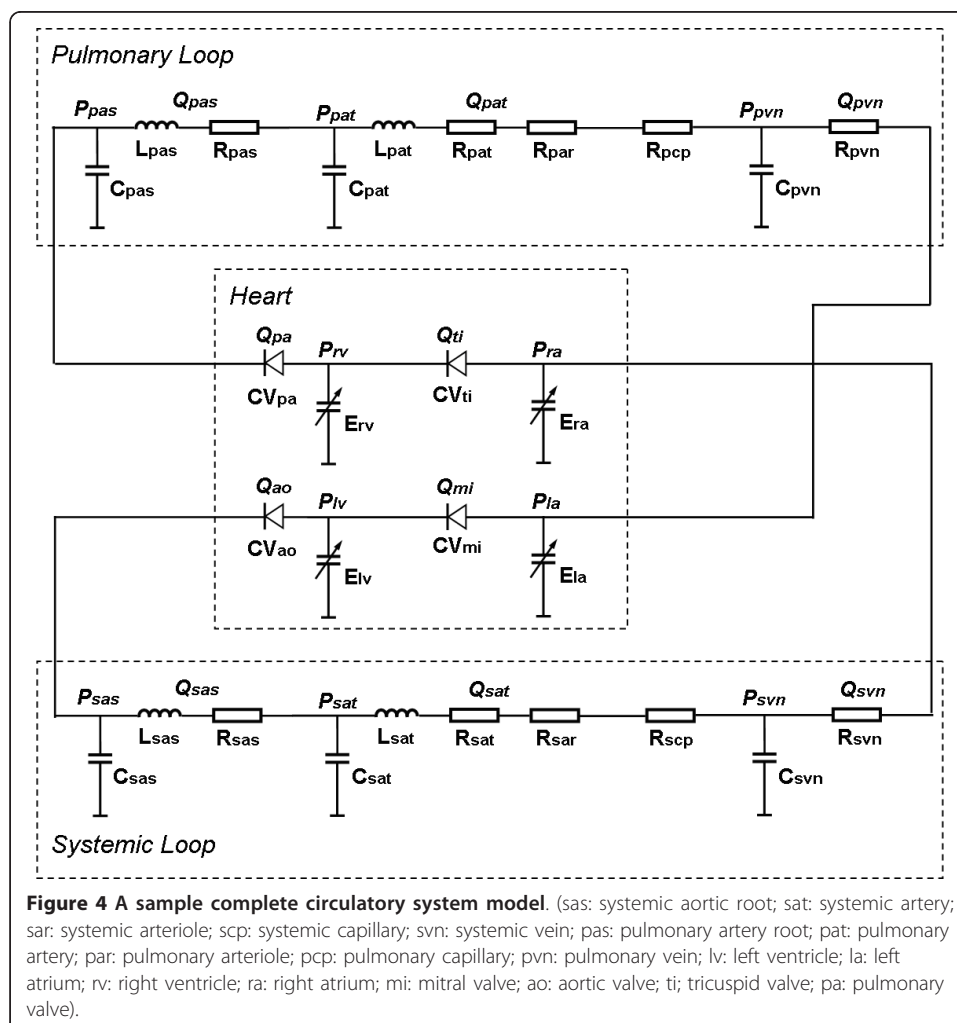 Pulmonary Loop
Ppas Qpas Ppat Qpat Ppvn Qpvn
Lpas Rpas Lpat Rpat Rpar Rpcp Rpvn
Cpas Cpat Cpvn
Heart
Qpa Prv Qti Pra
CVpa CVti
Erv Era
Qao Plv Qmi Pla
CVao CVmi
Elv Ela
Psas Qsas Psat Qsat Psvn Qsvn
Lsas Rsas Lsat Rsat Rsar Rscp Rsvn
Csas Csat Csvn
Systemic Loop
Figure 4 A sample complete circulatory system model. (sas: systemic aortic root; sat: systemic artery;
sar: systemic arteriole; scp: systemic capillary; svn: systemic vein; pas: pulmonary artery root; pat: pulmonary
artery; par: pulmonary arteriole; pcp: pulmonary capillary; pvn: pulmonary vein; lv: left ventricle; la: left
atrium; rv: right ventricle; ra: right atrium; mi: mitral valve; ao: aortic valve; ti; tricuspid valve; pa: pulmonary
valve).